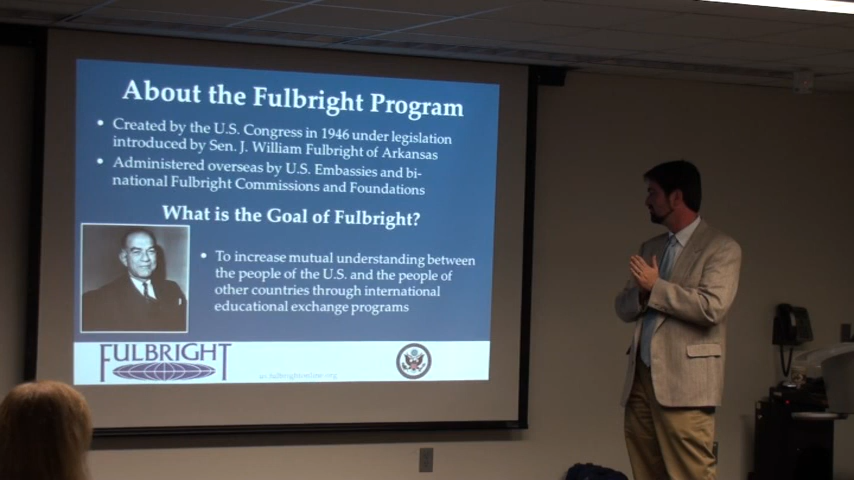 About the Fulbright Program
• Created by the U.S. Congress in 1946 under legislation
introduced by Sen. J. William Fulbright of Arkansas
• Administered overseas by U.S. Embassies and bi-
national Fulbright Commissions and Foundations
What is the Goal of Fulbright?
• To increase mutual understanding between
the people of the U.S. and the people of
other countries through international
educational exchange programs
FULBRIGHT